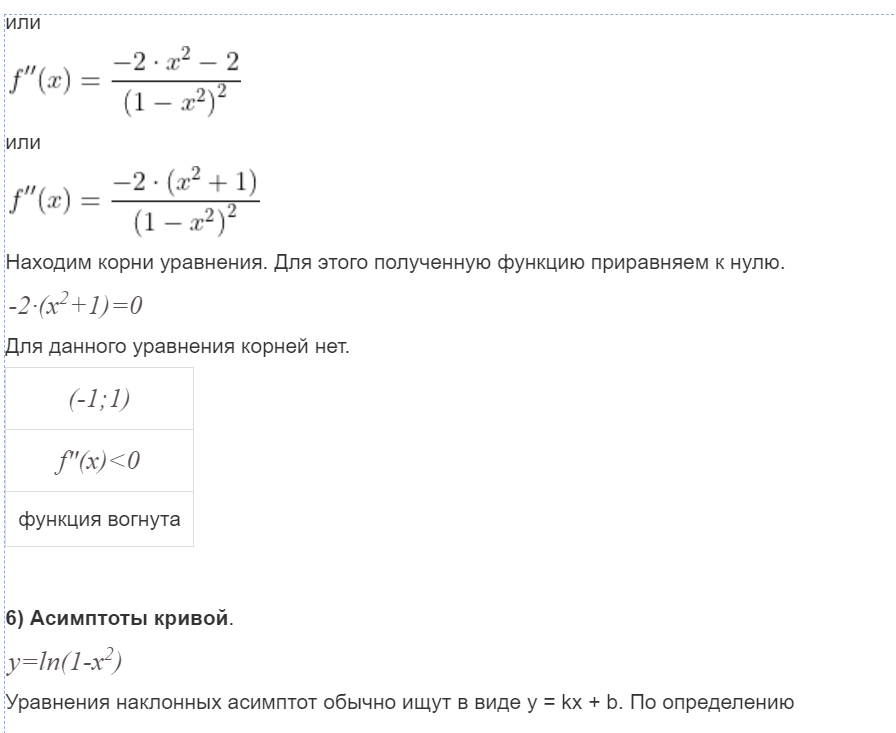 или
f″(x) = (-2 · x² − 2) / (1 − x²)²
или
f″(x) = (-2 · (x² + 1)) / (1 − x²)²
Находим корни уравнения. Для этого полученную функцию приравняем к нулю.
-2·(x²+1)=0
Для данного уравнения корней нет.
(-1;1)
f″(x)<0
функция вогнута
6) Асимптоты кривой.
y=ln(1-x²)
Уравнения наклонных асимптот обычно ищут в виде y = kx + b. По определению